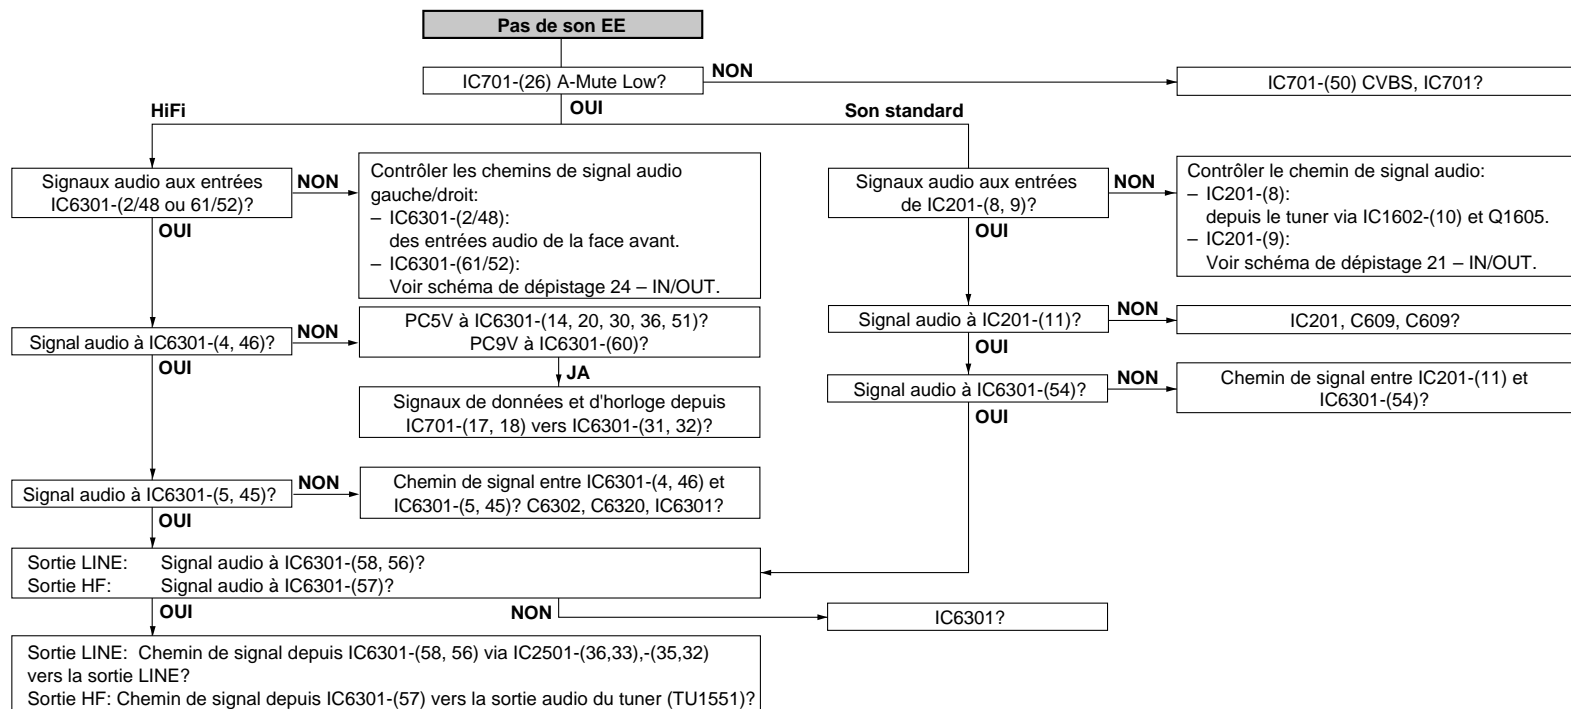 Pas de son EE
IC701-(26) A-Mute Low?
NON
IC701-(50) CVBS, IC701?
OUI
HiFi
Son standard
Signaux audio aux entrées
IC6301-(2/48 ou 61/52)?
NON
Contrôler les chemins de signal audio
gauche/droit:
– IC6301-(2/48):
des entrées audio de la face avant.
– IC6301-(61/52):
Voir schéma de dépistage 24 – IN/OUT.
OUI
Signaux audio aux entrées
de IC201-(8, 9)?
NON
Contrôler le chemin de signal audio:
– IC201-(8):
depuis le tuner via IC1602-(10) et Q1605.
– IC201-(9):
Voir schéma de dépistage 21 – IN/OUT.
OUI
Signal audio à IC6301-(4, 46)?
NON
PC5V à IC6301-(14, 20, 30, 36, 51)?
PC9V à IC6301-(60)?
OUI
JA
Signaux de données et d'horloge depuis
IC701-(17, 18) vers IC6301-(31, 32)?
Signal audio à IC201-(11)?
NON
IC201, C609, C609?
OUI
Signal audio à IC6301-(54)?
NON
Chemin de signal entre IC201-(11) et
IC6301-(54)?
OUI
Signal audio à IC6301-(5, 45)?
NON
Chemin de signal entre IC6301-(4, 46) et
IC6301-(5, 45)? C6302, C6320, IC6301?
OUI
Sortie LINE: Signal audio à IC6301-(58, 56)?
Sortie HF: Signal audio à IC6301-(57)?
OUI
NON
IC6301?
Sortie LINE: Chemin de signal depuis IC6301-(58, 56) via IC2501-(36,33),-(35,32)
vers la sortie LINE?
Sortie HF: Chemin de signal depuis IC6301-(57) vers la sortie audio du tuner (TU1551)?